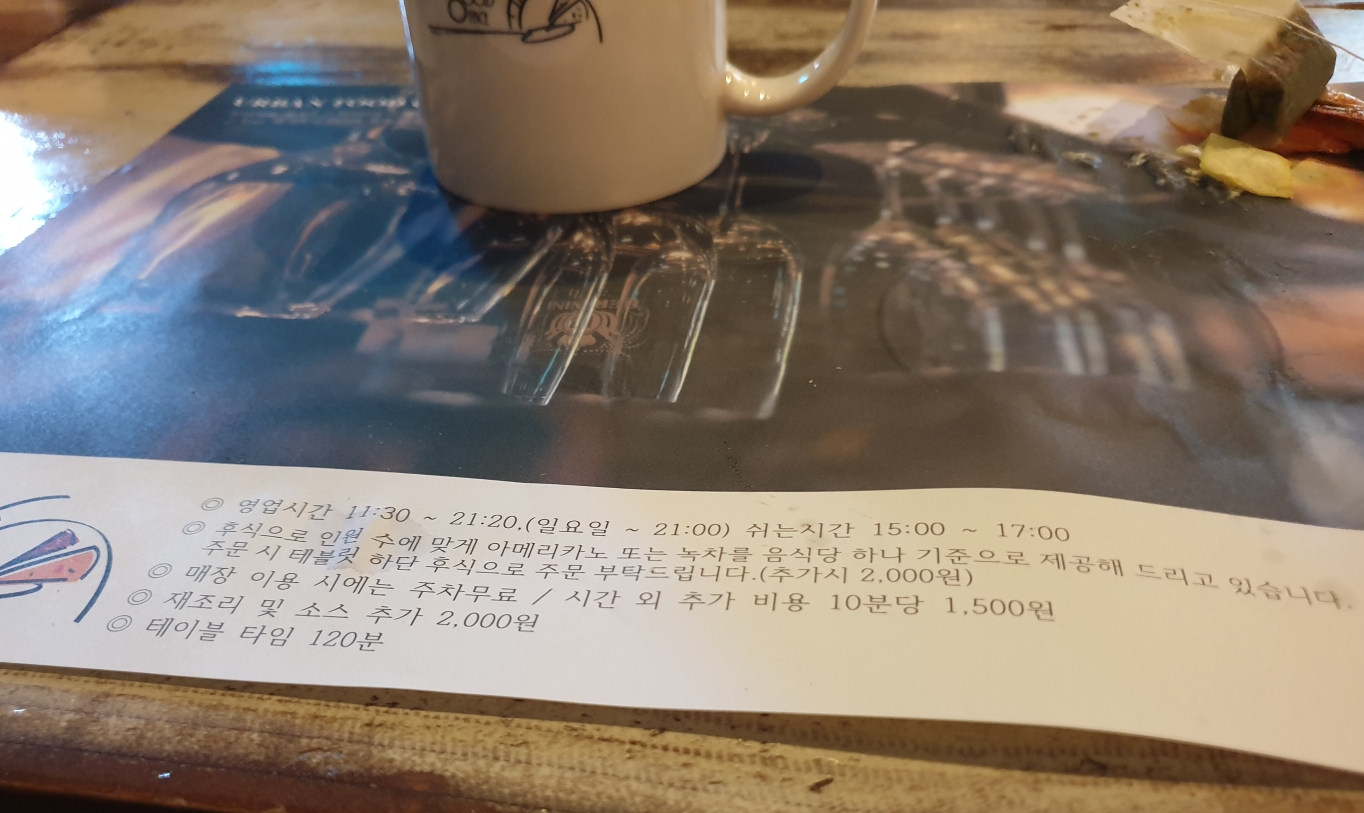 URBAN FOOD
◎ 영업시간 11:30 ~ 21:20,(일요일 ~ 21:00) 쉬는시간 15:00 ~ 17:00
◎ 후식으로 인원 수에 맞게 아메리카노 또는 녹차를 음식당 하나 기준으로 제공해 드리고 있습니다.
주문 시 테블릿 하단 후식으로 주문 부탁드립니다.(추가시 2,000원)
◎ 매장 이용 시에는 주차무료 / 시간 외 추가 비용 10분당 1,500원
◎ 재조리 및 소스 추가 2,000원
◎ 테이블 타임 120분